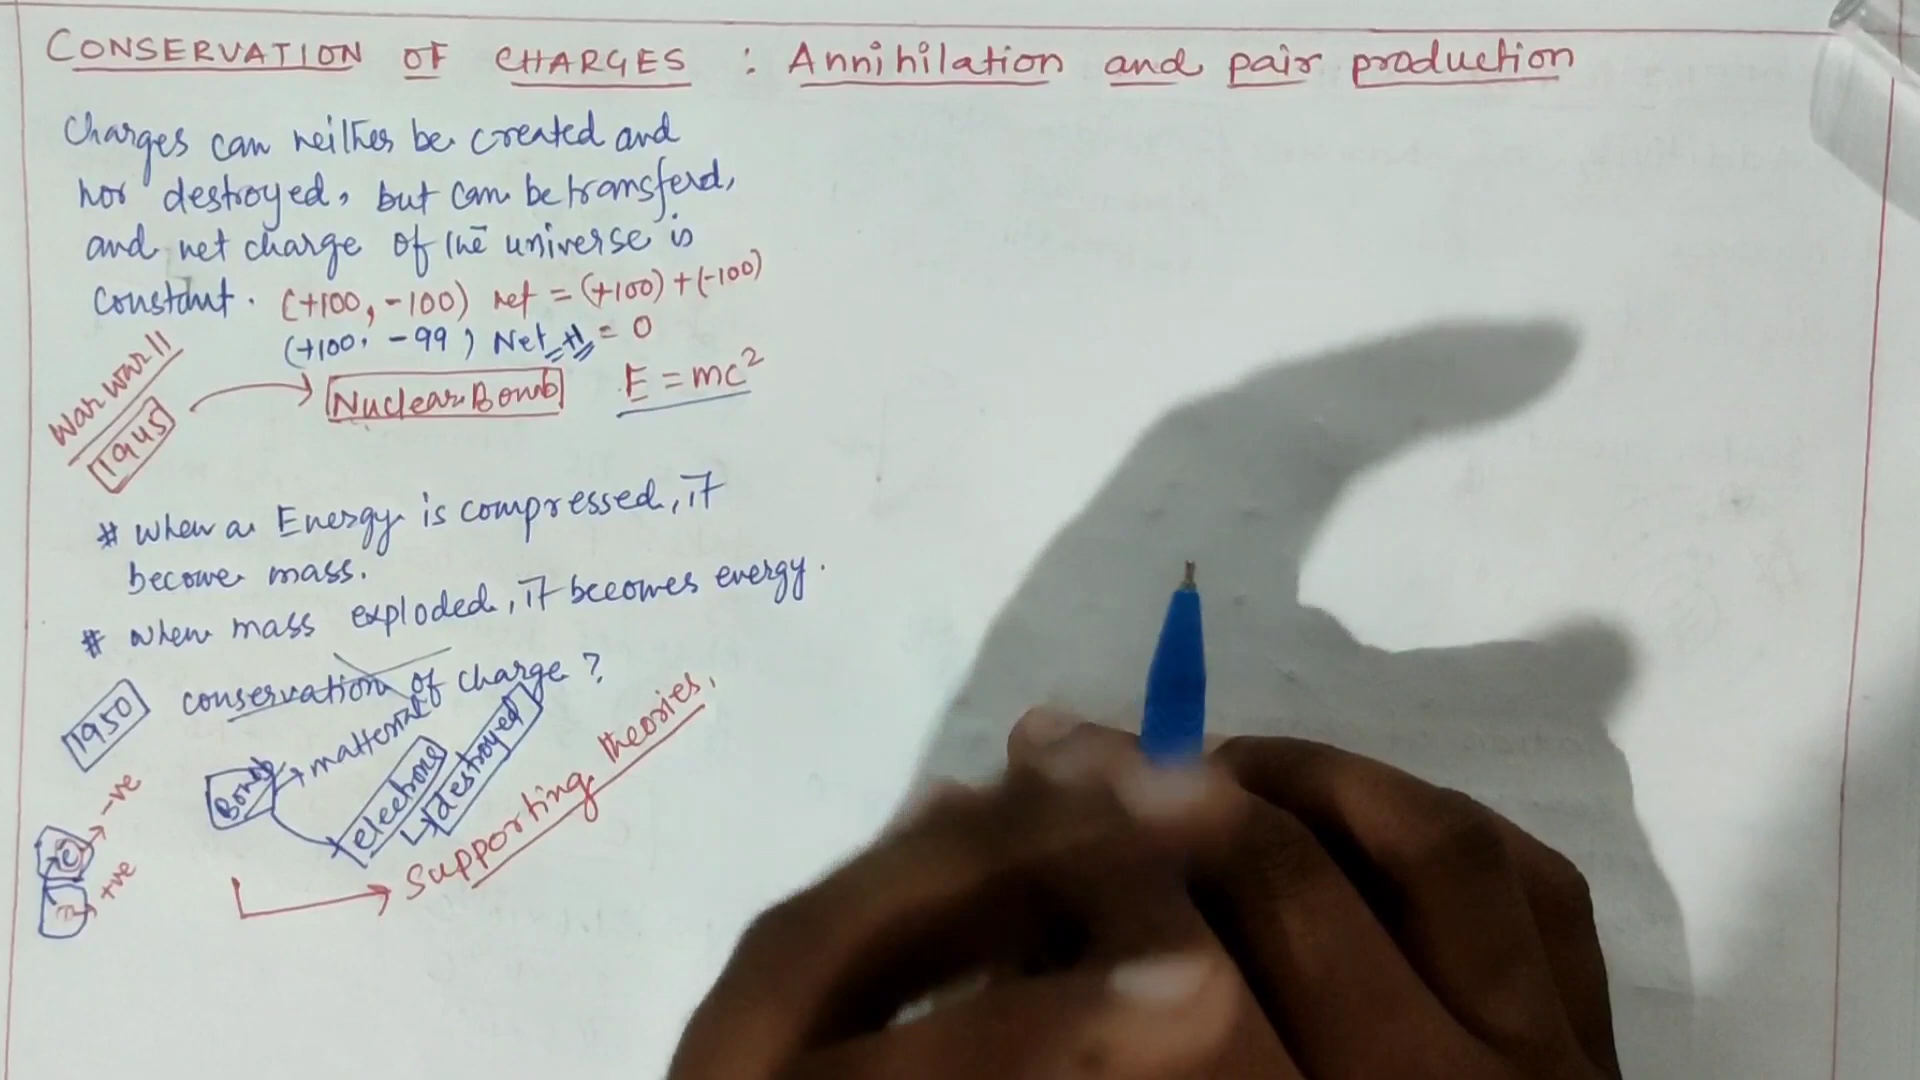 CONSERVATION OF CHARGES : Annihilation and pair production
Charges can neither be created and
nor destroyed, but can be transferd,
and net charge of the universe is
constant. (+100, -100) net = (+100) + (-100)
(+100, -99) Net +1 = 0
War war II
1945
Nuclear Bomb E = mc²
# when a Energy is compressed, it
become mass.
# when mass exploded, it becomes energy.
1950 conservation of charge ?
Bomb + matterial
electrons
destroyed
Supporting theories,
e → -ve
+ve